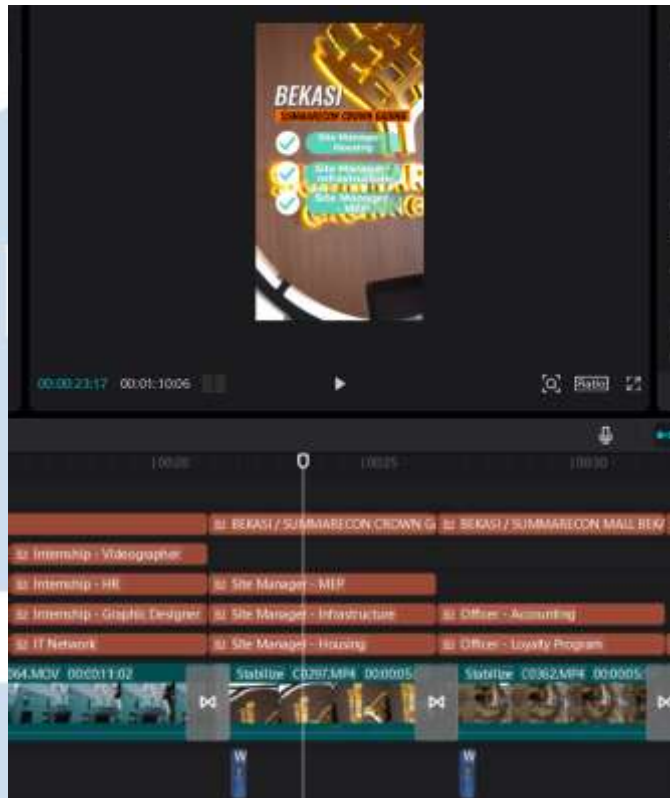 BEKASI
SUMMARECON CROWN GADING
Site Manager -
Housing
Site Manager -
Infrastructure
Site Manager -
MEP
00:00:23:17 00:01:10:06
Ratio
00:20 00:25 00:30
BEKASI / SUMMARECON CROWN G
BEKASI / SUMMARECON MALL BEK
Internship - Videographer
Internship - HR
Site Manager - MEP
Internship - Graphic Designer
Site Manager - Infrastructure
Officer - Accounting
IT Network
Site Manager - Housing
Officer - Loyalty Program
064.MOV 00:00:11:02
Stabilize C0297.MP4 00:00:05
Stabilize C0362.MP4 00:00:05:
W
W